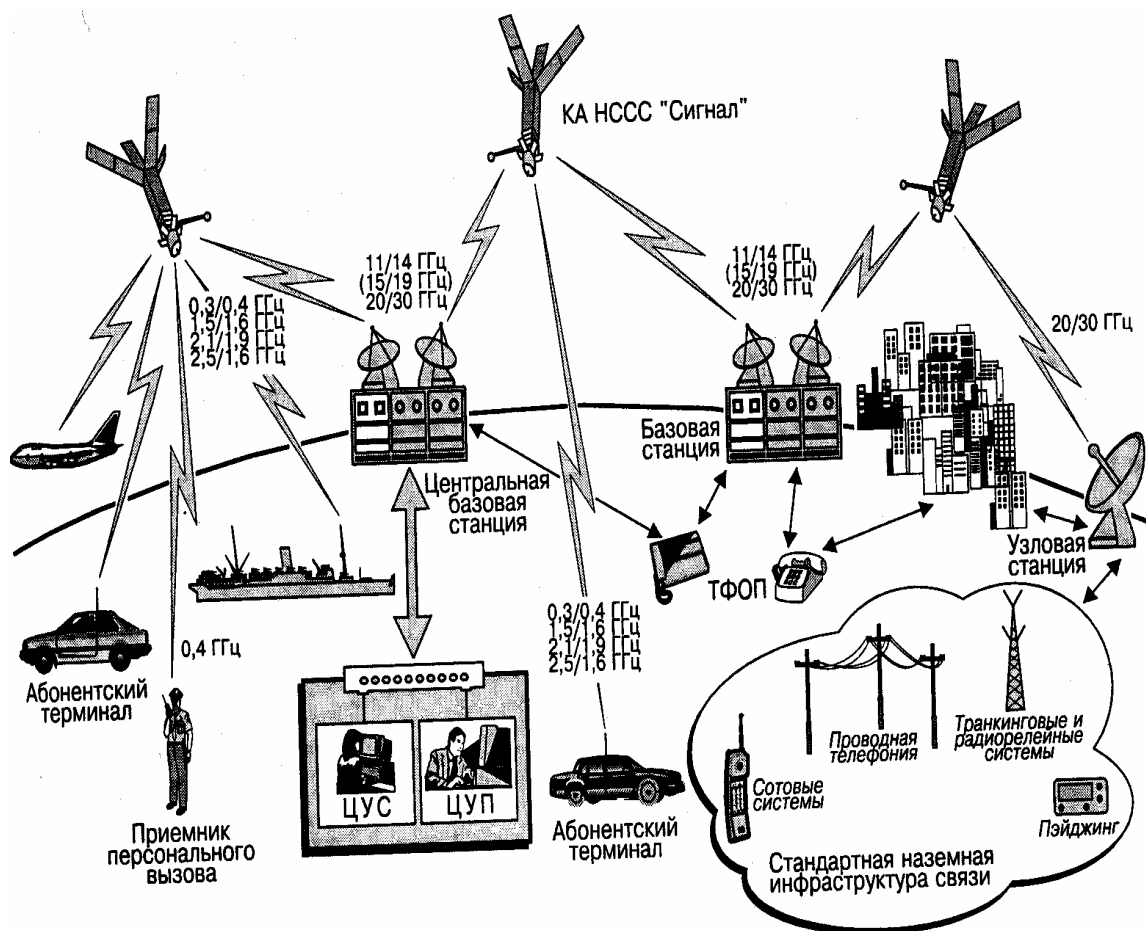 КА НССС "Сигнал"
11/14 ГГц
(15/19 ГГц)
20/30 ГГц
11/14 ГГц
(15/19 ГГц)
20/30 ГГц
0,3/0,4 ГГц
1,5/1,6 ГГц
2,1/1,9 ГГц
2,5/1,6 ГГц
20/30 ГГц
Базовая
станция
Центральная
базовая
станция
Узловая
станция
ТФОП
0,3/0,4 ГГц
1,5/1,6 ГГц
2,1/1,9 ГГц
2,5/1,6 ГГц
0,4 ГГц
Абонентский
терминал
Проводная
телефония
Транкинговые и
радиорелейные
системы
Сотовые
системы
ЦУС
ЦУП
Пэйджинг
Приемник
персонального
вызова
Абонентский
терминал
Стандартная наземная
инфраструктура связи